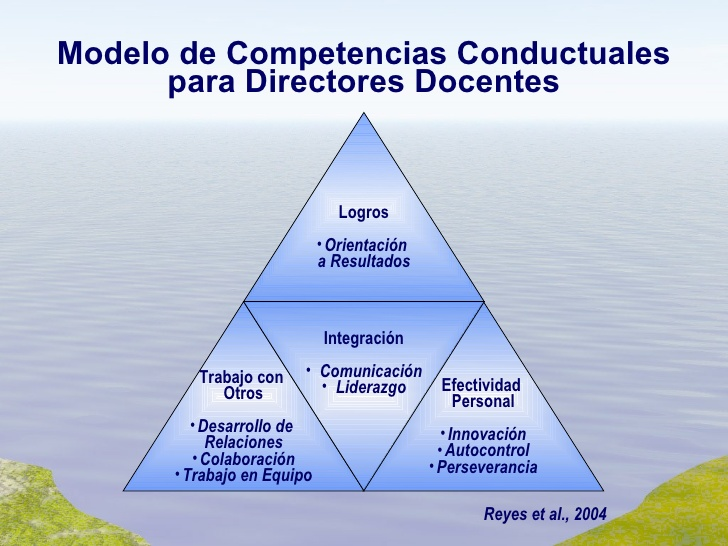 Modelo de Competencias Conductuales
para Directores Docentes
Logros
• Orientación
a Resultados
Integración
• Comunicación
• Liderazgo
Trabajo con
Otros
• Desarrollo de
Relaciones
• Colaboración
• Trabajo en Equipo
Efectividad
Personal
• Innovación
• Autocontrol
• Perseverancia
Reyes et al., 2004